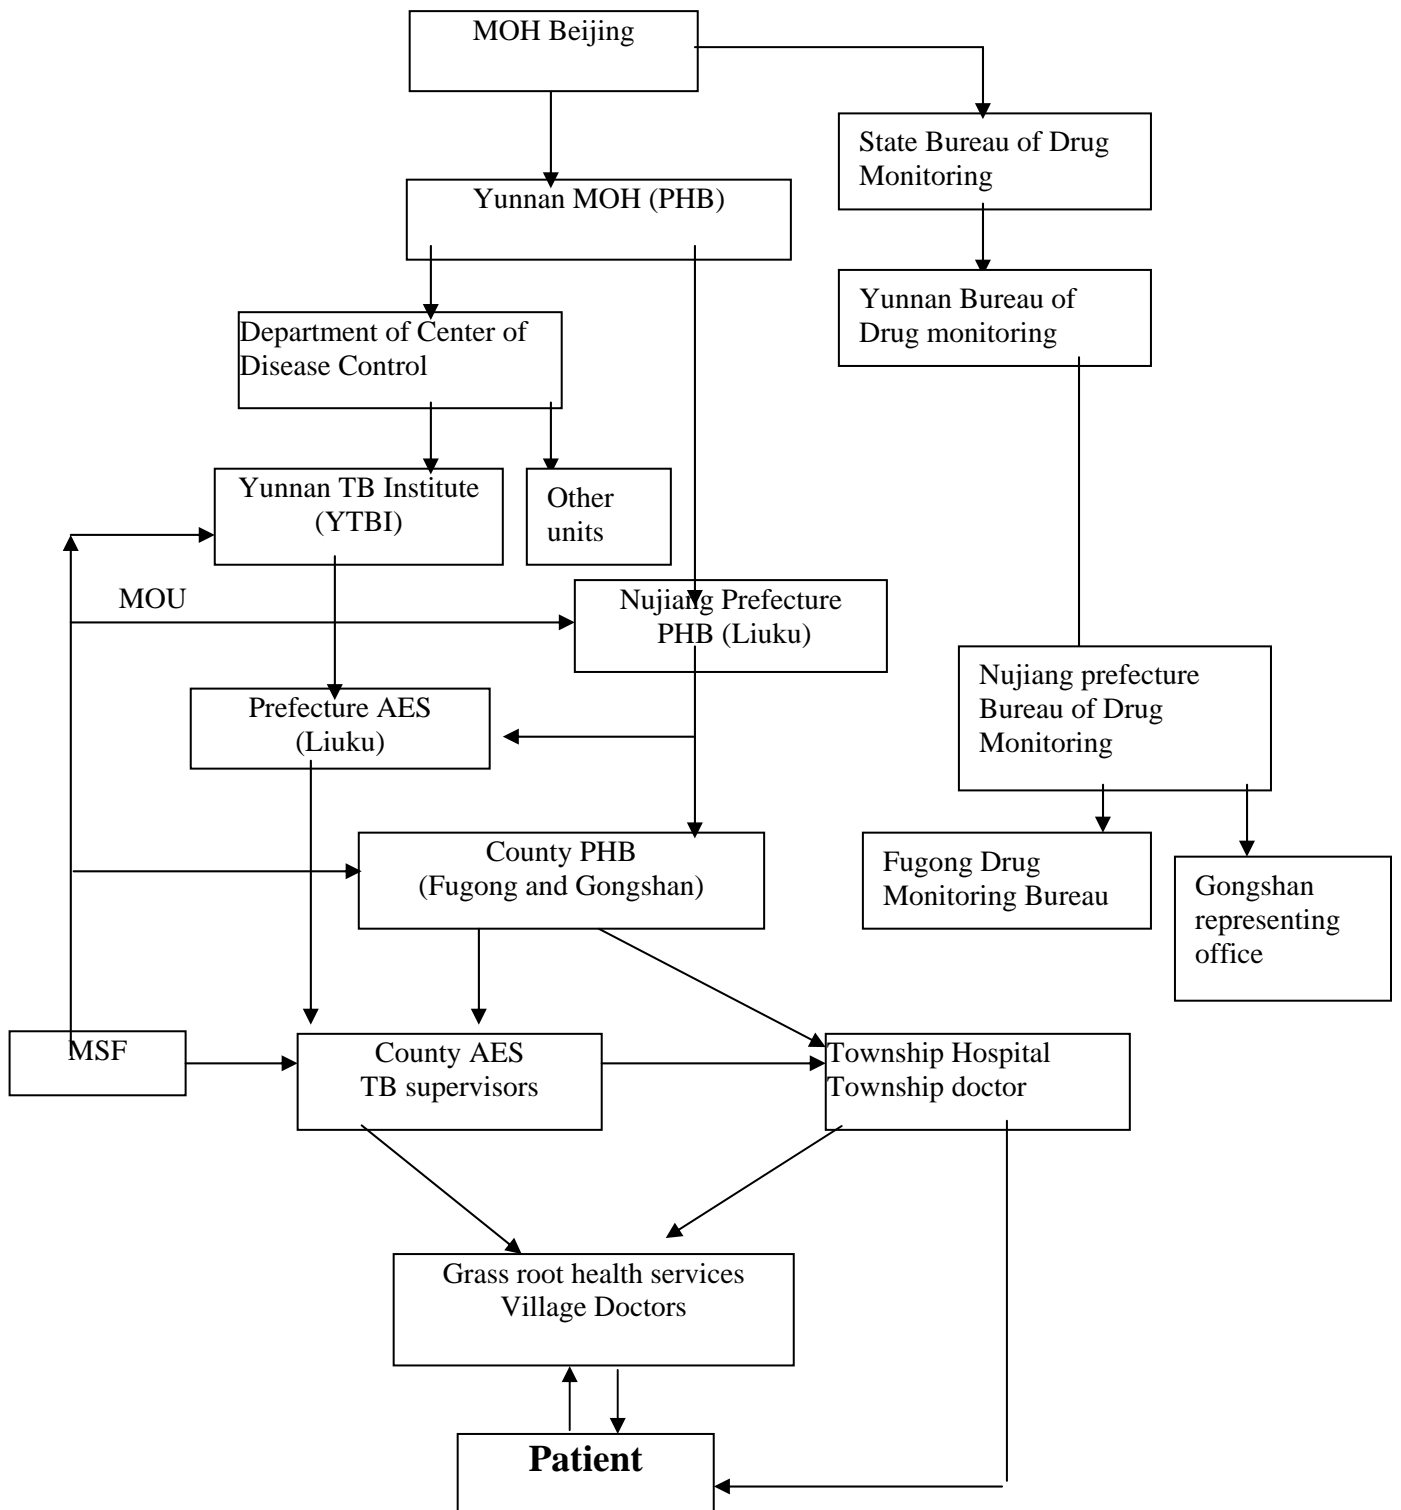 MOH Beijing
State Bureau of Drug
Monitoring
Yunnan MOH (PHB)
Yunnan Bureau of
Drug monitoring
Department of Center of
Disease Control
Yunnan TB Institute
(YTBI)
Other
units
MOU
Nujiang Prefecture
PHB (Liuku)
Nujiang prefecture
Bureau of Drug
Monitoring
Prefecture AES
(Liuku)
County PHB
(Fugong and Gongshan)
Fugong Drug
Monitoring Bureau
Gongshan
representing
office
MSF
County AES
TB supervisors
Township Hospital
Township doctor
Grass root health services
Village Doctors
Patient